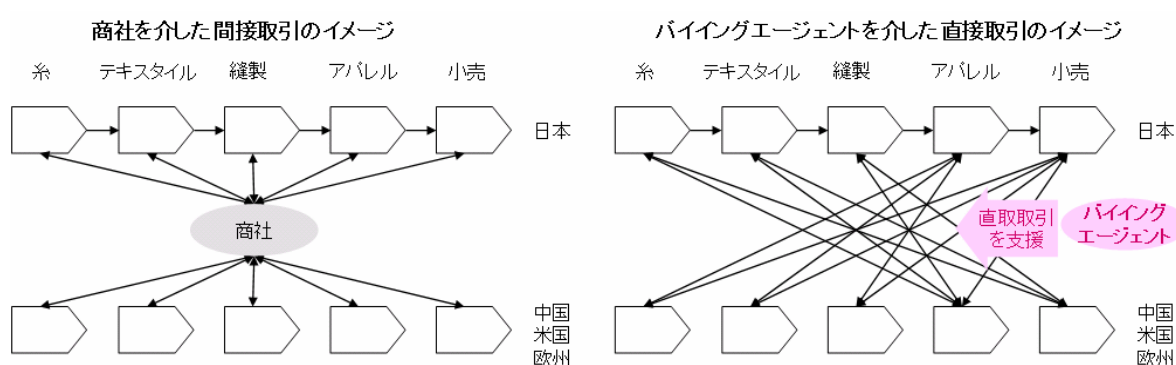 商社を介した間接取引のイメージ
糸 テキスタイル 縫製 アパレル 小売
日本
商社
中国
米国
欧州
バイイングエージェントを介した直接取引のイメージ
糸 テキスタイル 縫製 アパレル 小売
日本
直取取引
を支援
バイイング
エージェント
中国
米国
欧州